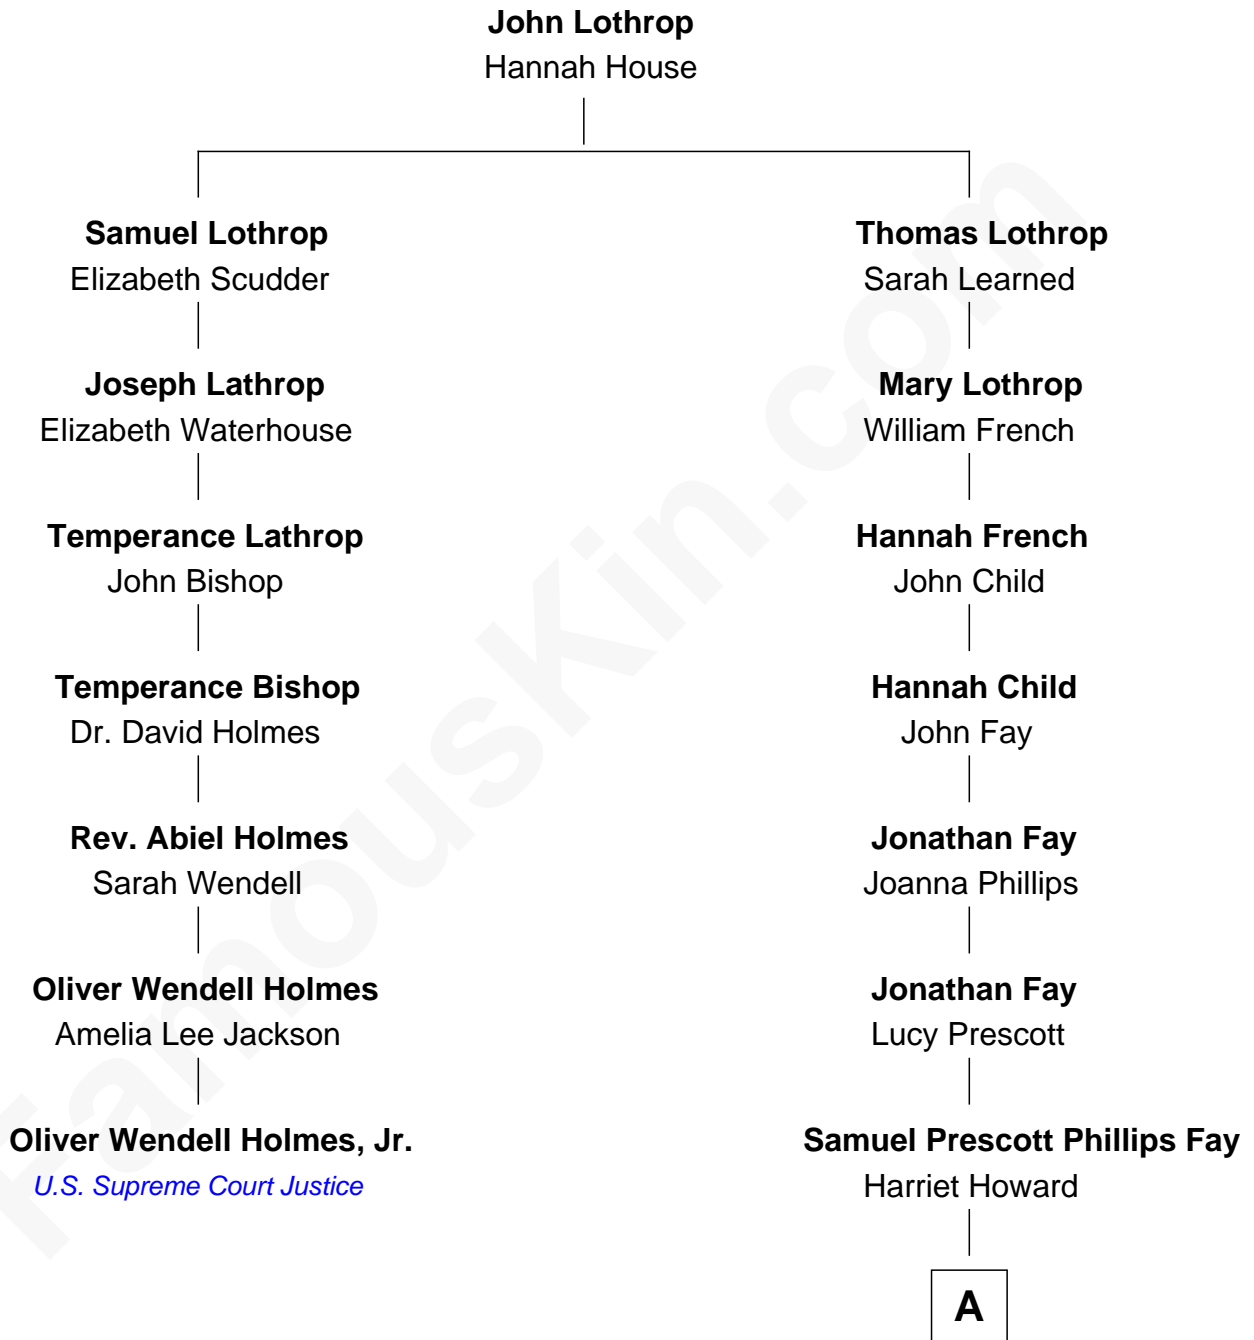 John Lothrop
Hannah House
Samuel Lothrop
Elizabeth Scudder
Thomas Lothrop
Sarah Learned
Joseph Lathrop
Elizabeth Waterhouse
Mary Lothrop
William French
Temperance Lathrop
John Bishop
Hannah French
John Child
Temperance Bishop
Dr. David Holmes
Hannah Child
John Fay
Rev. Abiel Holmes
Sarah Wendell
Jonathan Fay
Joanna Phillips
Oliver Wendell Holmes
Amelia Lee Jackson
Jonathan Fay
Lucy Prescott
Oliver Wendell Holmes, Jr.
U.S. Supreme Court Justice
Samuel Prescott Phillips Fay
Harriet Howard
A
FamousKin.com